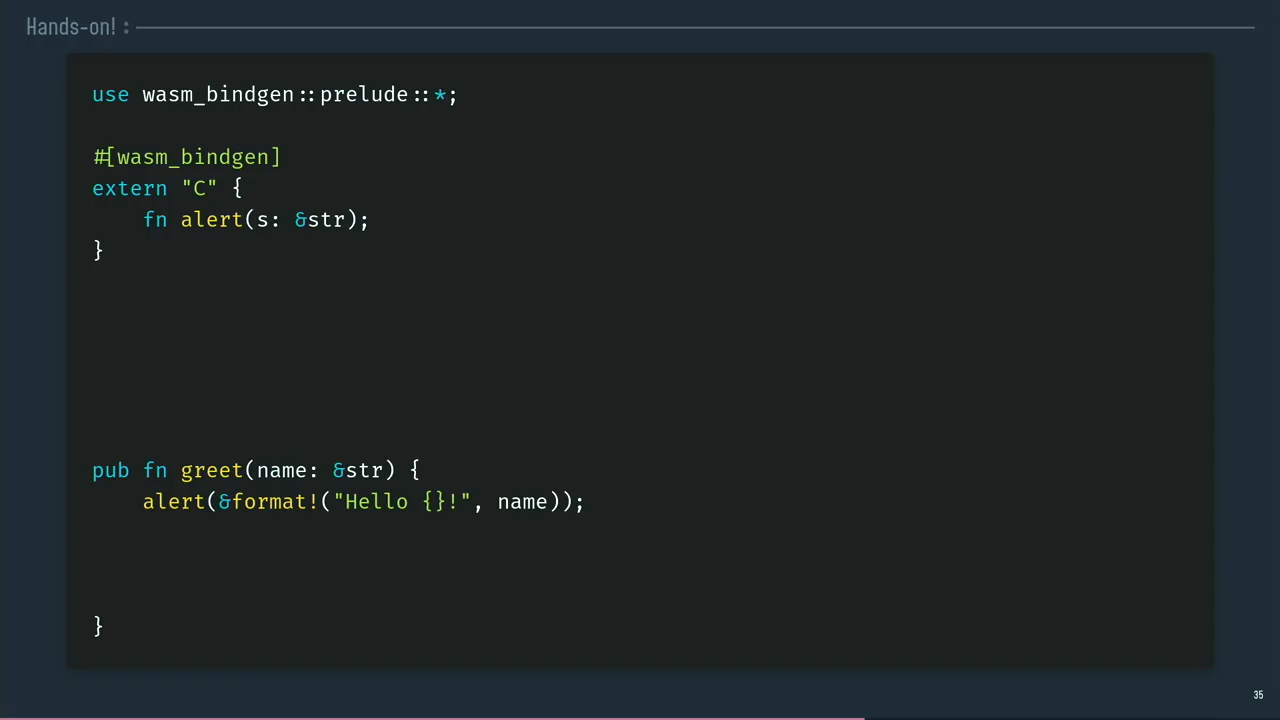 Hands-on! :
use wasm_bindgen::prelude::*;
#[wasm_bindgen]
extern "C" {
    fn alert(s: &str);
}
pub fn greet(name: &str) {
    alert(&format!("Hello {}!", name));
}
35